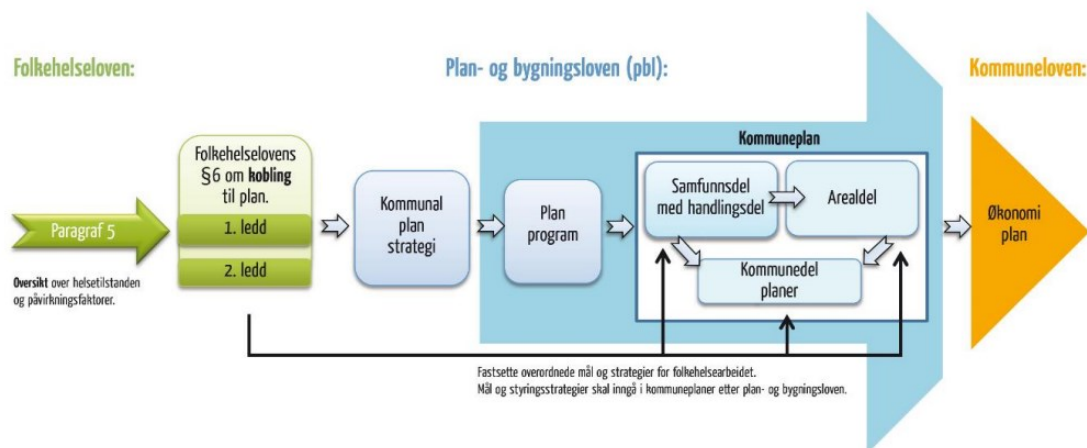 Folkehelseloven:
Plan- og bygningsloven (pbl):
Kommuneloven:
Paragraf 5
Oversikt over helsetilstanden
og påvirkningsfaktorer.
Folkehelselovens
§6 om kobling
til plan.
1. ledd
2. ledd
Kommunal
plan
strategi
Plan
program
Kommuneplan
Samfunnsdel
med handlingsdel
Arealdel
Kommunedel
planer
Økonomi
plan
Fastsette overordnede mål og strategier for folkehelsearbeidet.
Mål og styringsstrategier skal inngå i kommuneplaner etter plan- og bygningsloven.